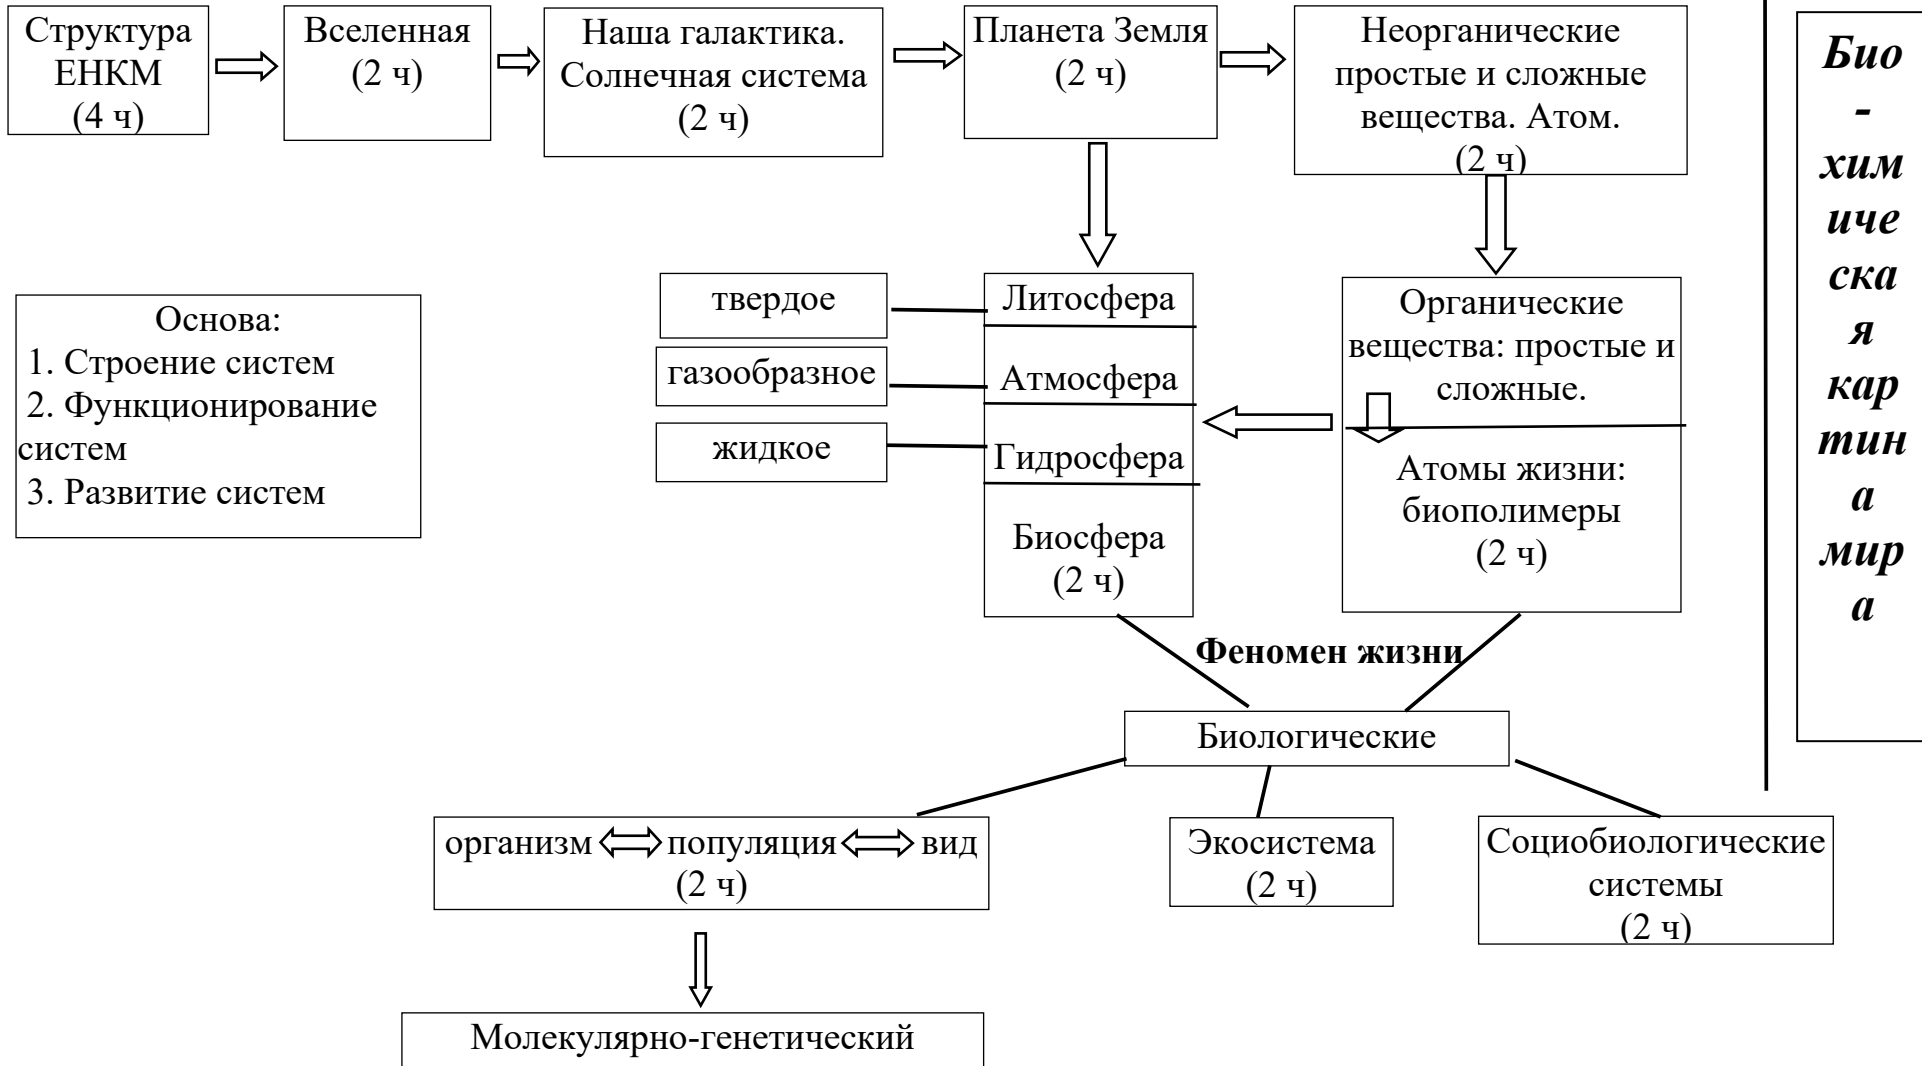 Структура
ЕНКМ
(4 ч)
Вселенная
(2 ч)
Наша галактика.
Солнечная система
(2 ч)
Планета Земля
(2 ч)
Неорганические
простые и сложные
вещества. Атом.
(2 ч)
Био
-
хим
иче
ска
я
кар
тин
а
мир
а
Основа:
1. Строение систем
2. Функционирование
систем
3. Развитие систем
твердое
газообразное
жидкое
Литосфера
Атмосфера
Гидросфера
Биосфера
(2 ч)
Органические
вещества: простые и
сложные.
Атомы жизни:
биополимеры
(2 ч)
Феномен жизни
Биологические
организм популяция вид
(2 ч)
Экосистема
(2 ч)
Социобиологические
системы
(2 ч)
Молекулярно-генетический